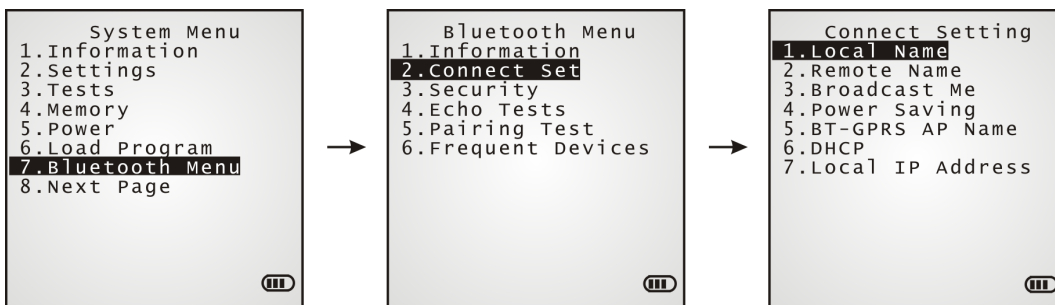 System Menu
1.Information
2.Settings
3.Tests
4.Memory
5.Power
6.Load Program
7.Bluetooth Menu
8.Next Page
Bluetooth Menu
1.Information
2.Connect Set
3.Security
4.Echo Tests
5.Pairing Test
6.Frequent Devices
Connect Setting
1.Local Name
2.Remote Name
3.Broadcast Me
4.Power Saving
5.BT-GPRS AP Name
6.DHCP
7.Local IP Address